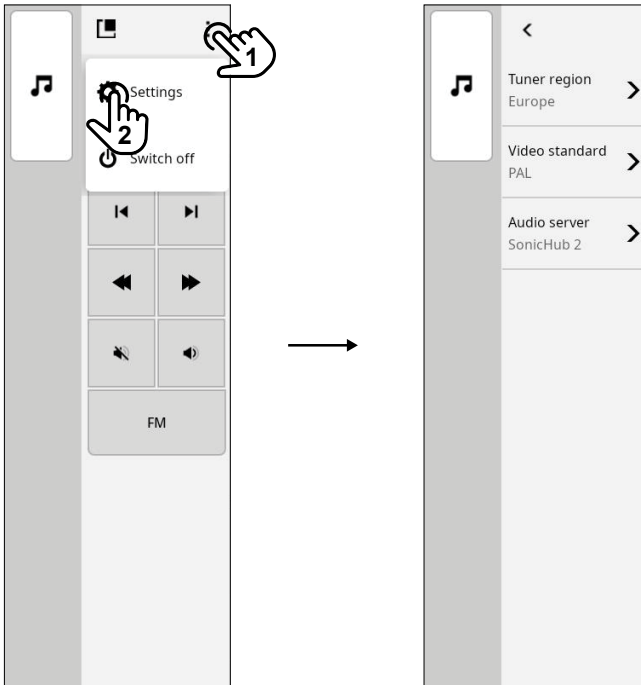 1
Settings
2
Switch off
FM
Tuner region
Europe
Video standard
PAL
Audio server
SonicHub 2